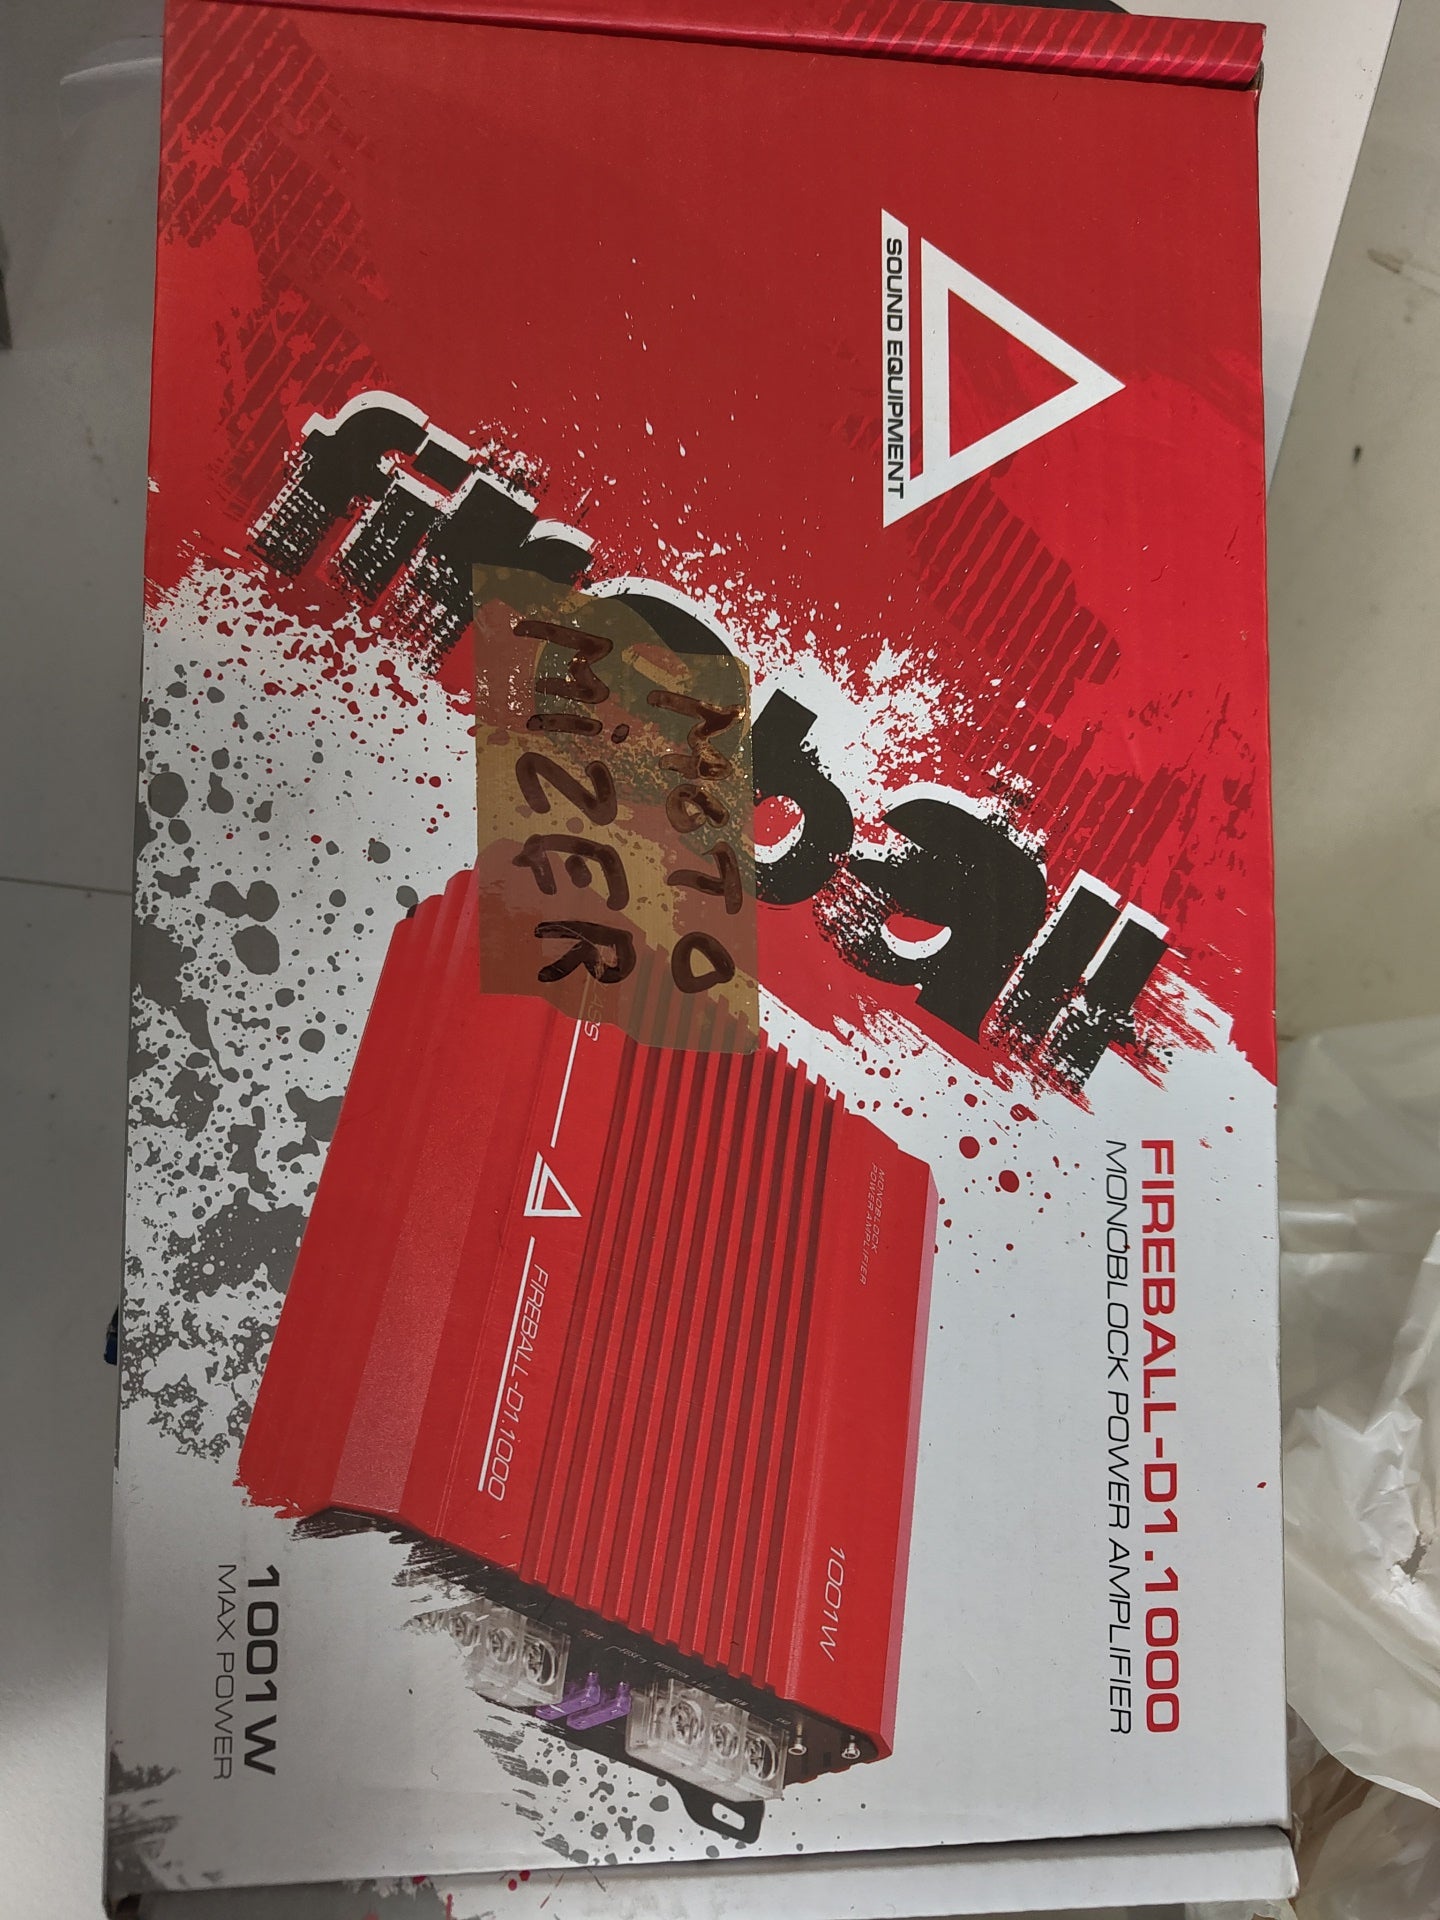 SOUND EQUIPMENT
fireball
MOTO
MiZER
FIREBALL-D1.1000
MONOBLOCK POWER AMPLIFIER
MONOBLOCK
POWER AMPLIFIER
ASS
FIREBALL-D1.1000
1001W
1001W
MAX POWER